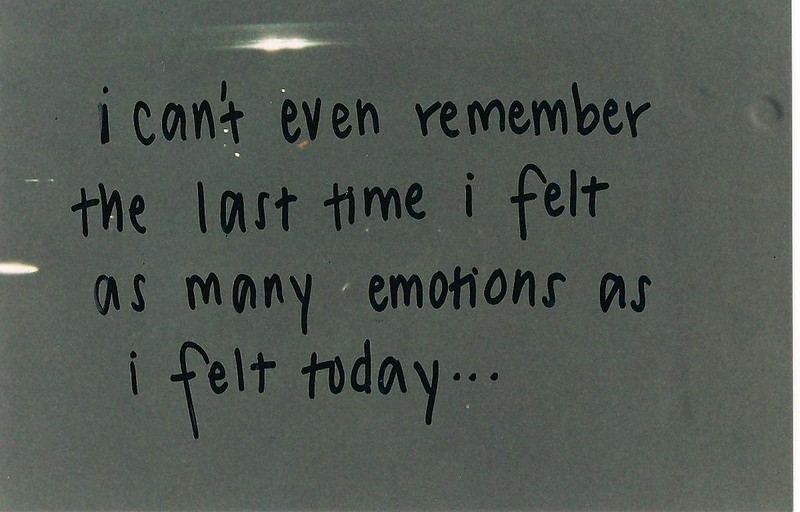 i can't even remember
the last time i felt
as many emotions as
i felt today...